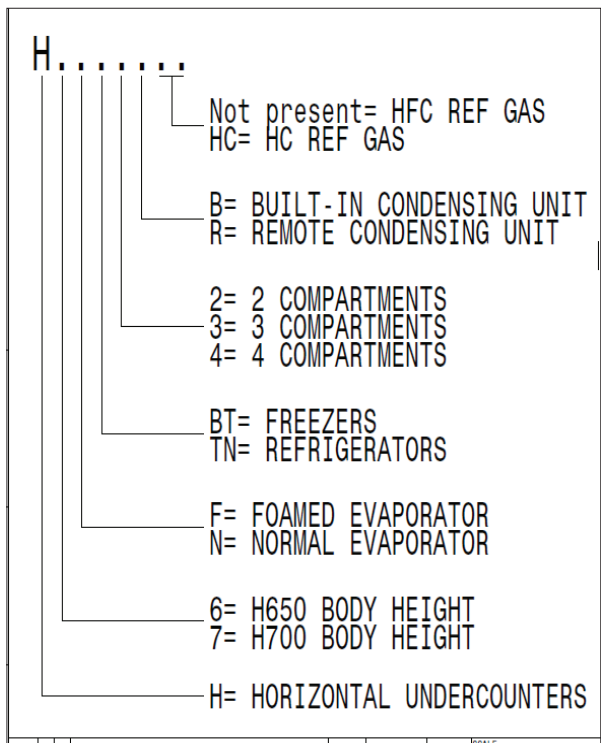 H.......
Not present= HFC REF GAS
HC= HC REF GAS
B= BUILT-IN CONDENSING UNIT
R= REMOTE CONDENSING UNIT
2= 2 COMPARTMENTS
3= 3 COMPARTMENTS
4= 4 COMPARTMENTS
BT= FREEZERS
TN= REFRIGERATORS
F= FOAMED EVAPORATOR
N= NORMAL EVAPORATOR
6= H650 BODY HEIGHT
7= H700 BODY HEIGHT
H= HORIZONTAL UNDERCOUNTERS